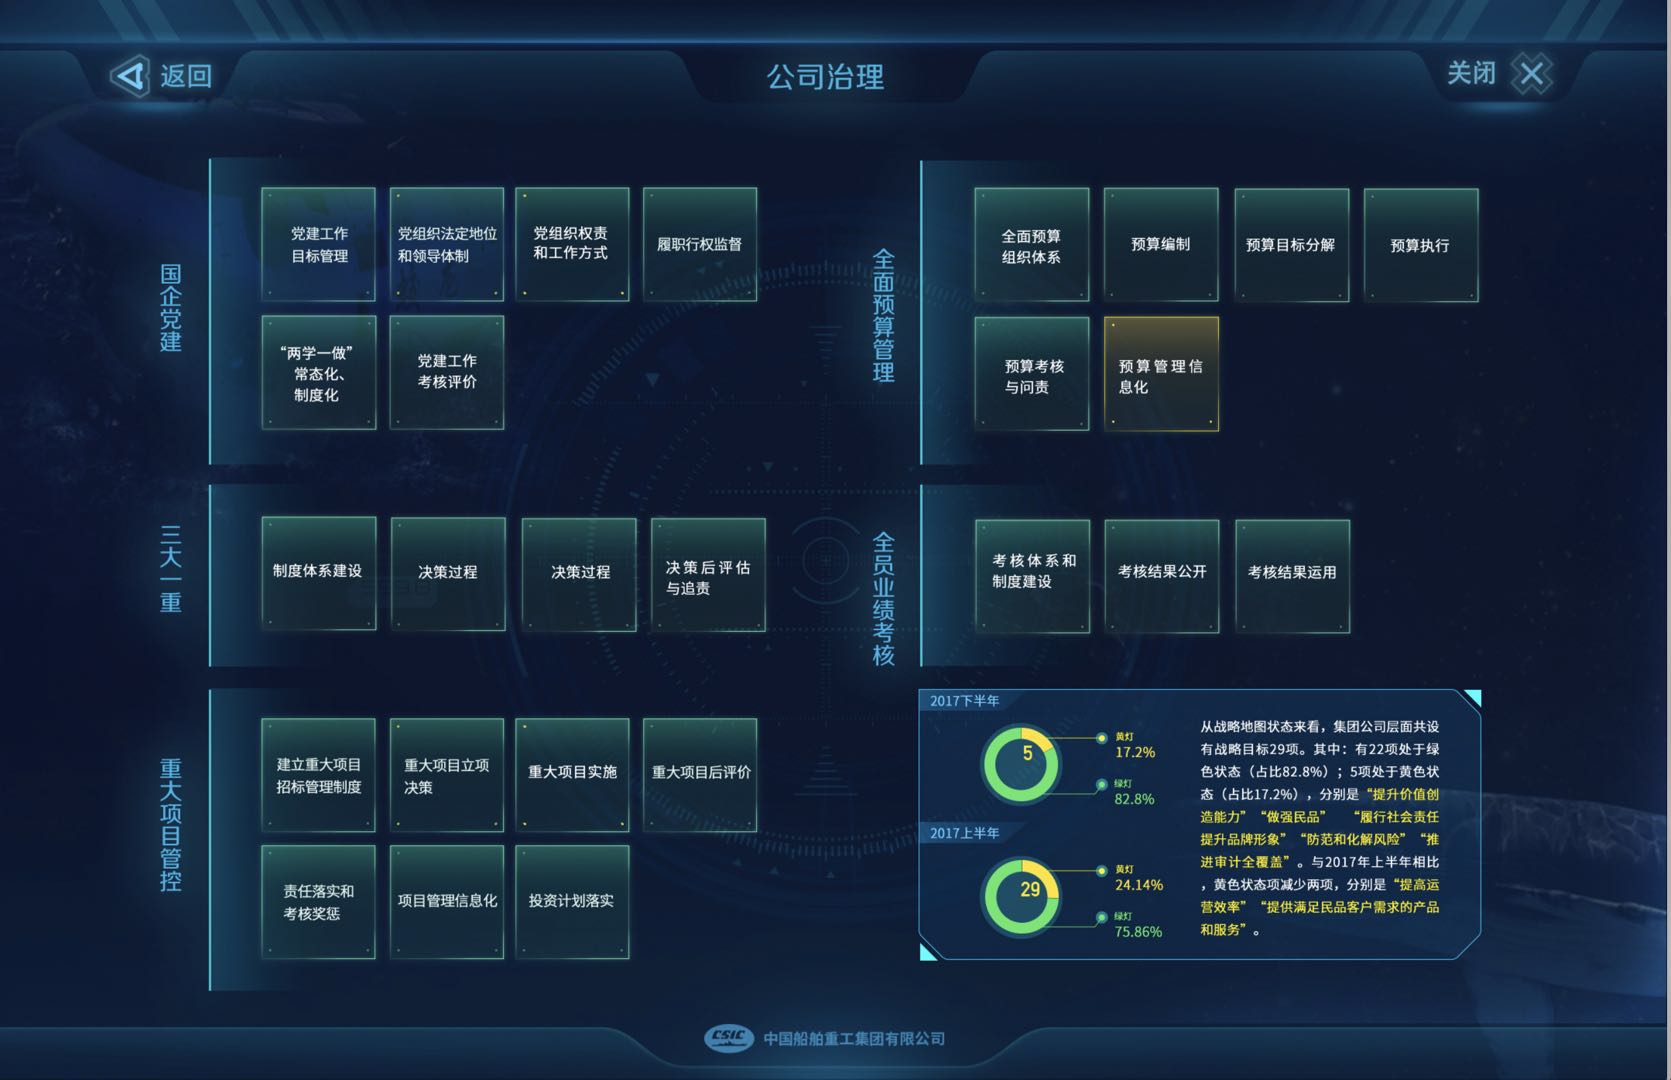 返回
公司治理
关闭
国企党建
党建工作
目标管理
党组织法定地位
和领导体制
党组织权责
和工作方式
履职行权监督
“两学一做”
常态化、
制度化
党建工作
考核评价
全面预算管理
全面预算
组织体系
预算编制
预算目标分解
预算执行
预算考核
与问责
预算管理信
息化
三大一重
制度体系建设
决策过程
决策过程
决策后评估
与追责
全员业绩考核
考核体系和
制度建设
考核结果公开
考核结果运用
重大项目管控
建立重大项目
招标管理制度
重大项目立项
决策
重大项目实施
重大项目后评价
责任落实和
考核奖惩
项目管理信息化
投资计划落实
2017下半年
5
黄灯
17.2%
绿灯
82.8%
2017上半年
29
黄灯
24.14%
绿灯
75.86%
从战略地图状态来看，集团公司层面共设
有战略目标29项。其中：有22项处于绿
色状态（占比82.8%）；5项处于黄色状
态（占比17.2%），分别是“提升价值创
造能力”“做强民品” “履行社会责任
提升品牌形象”“防范和化解风险”“推
进审计全覆盖”。与2017年上半年相比
，黄色状态项减少两项，分别是“提高运
营效率”“提供满足民品客户需求的产品
和服务”。
CSIC 中国船舶重工集团有限公司